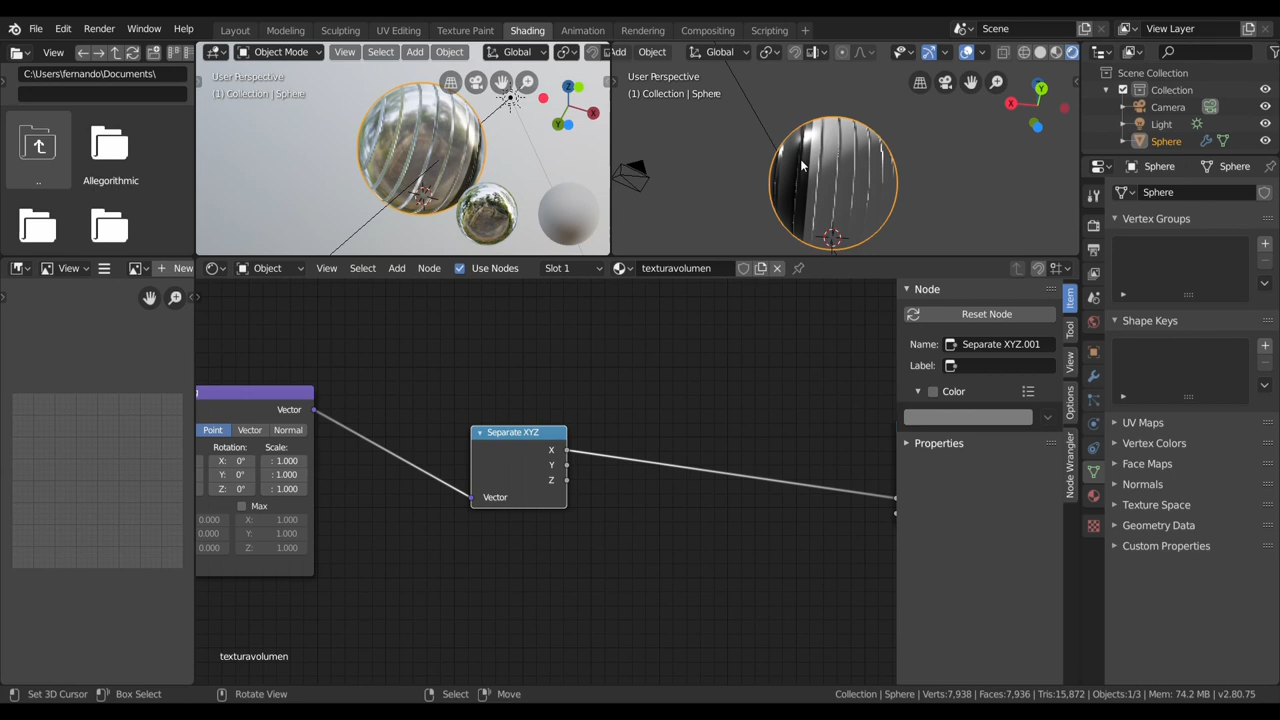 File Edit Render Window Help Layout Modeling Sculpting UV Editing Texture Paint Shading Animation Rendering Compositing Scripting + Scene View Layer
View Object Mode View Select Add Object Global Add Object Global
C:\Users\fernando\Documents\
User Perspective
(1) Collection | Sphere
User Perspective
(1) Collection | Sphere
Z
X
Y
Y
X
Scene Collection
Collection
Camera
Light
Sphere
..
Allegorithmic
Sphere Sphere
Sphere
Vertex Groups
Shape Keys
UV Maps
Vertex Colors
Face Maps
Normals
Texture Space
Geometry Data
Custom Properties
View New Object View Select Add Node Use Nodes Slot 1 texturavolumen
Node
Reset Node
Name: Separate XYZ.001
Label:
Color
Properties
Item
Tool
View
Options
Node Wrangler
g
Vector
Point Vector Normal
Rotation: Scale:
X: 0° : 1.000
Y: 0° : 1.000
Z: 0° : 1.000
Max
0.000 X: 1.000
0.000 Y: 1.000
0.000 Z: 1.000
Separate XYZ
X
Y
Z
Vector
texturavolumen
Set 3D Cursor Box Select Rotate View Select Move Collection | Sphere | Verts:7,938 | Faces:7,936 | Tris:15,872 | Objects:1/3 | Mem: 74.2 MB | v2.80.75